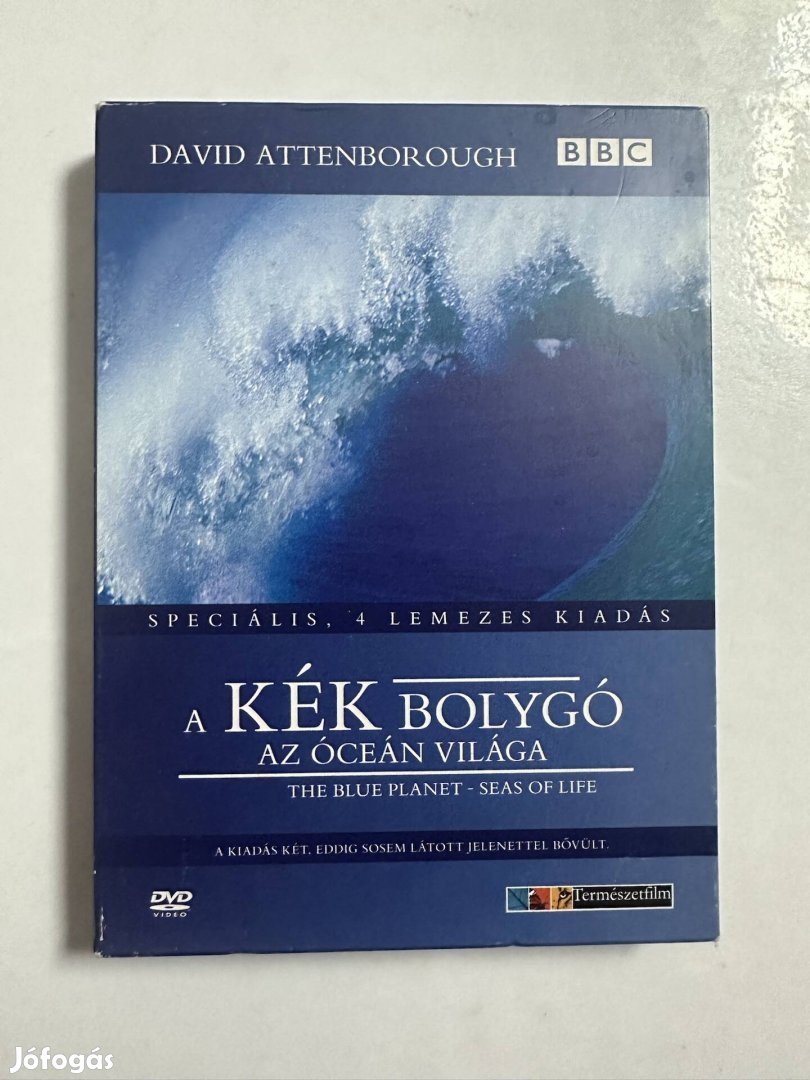 DAVID ATTENBOROUGH BBC
SPECIÁLIS, 4 LEMEZES KIADÁS
A KÉK BOLYGÓ
AZ ÓCEÁN VILÁGA
THE BLUE PLANET - SEAS OF LIFE
A KIADÁS KÉT, EDDIG SOSEM LÁTOTT JELENETTEL BŐVÜLT.
DVD
VIDEO
Természetfilm
Jófogás